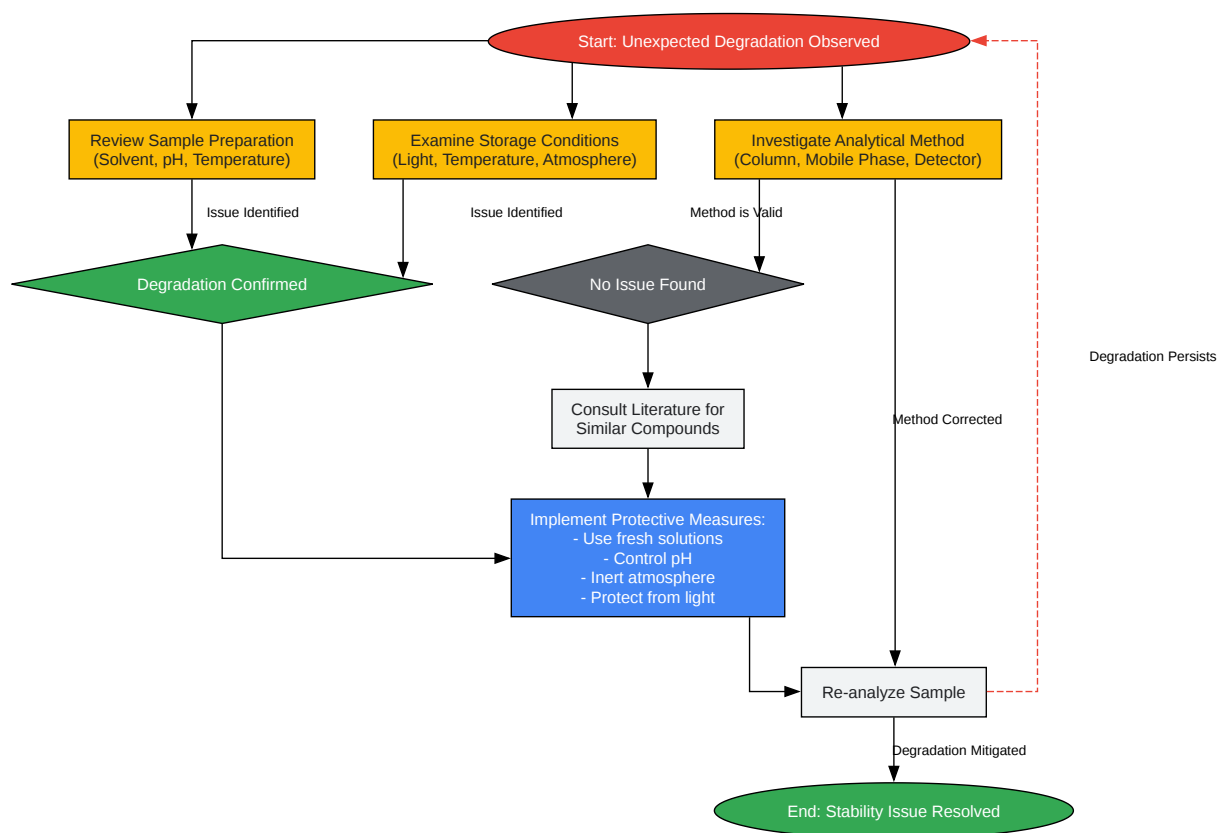 Start: Unexpected Degradation Observed
Review Sample Preparation
(Solvent, pH, Temperature)
Examine Storage Conditions
(Light, Temperature, Atmosphere)
Investigate Analytical Method
(Column, Mobile Phase, Detector)
Issue Identified
Issue Identified
Method is Valid
Degradation Confirmed
No Issue Found
Degradation Persists
Consult Literature for
Similar Compounds
Method Corrected
Implement Protective Measures:
- Use fresh solutions
- Control pH
- Inert atmosphere
- Protect from light
Re-analyze Sample
Degradation Mitigated
End: Stability Issue Resolved